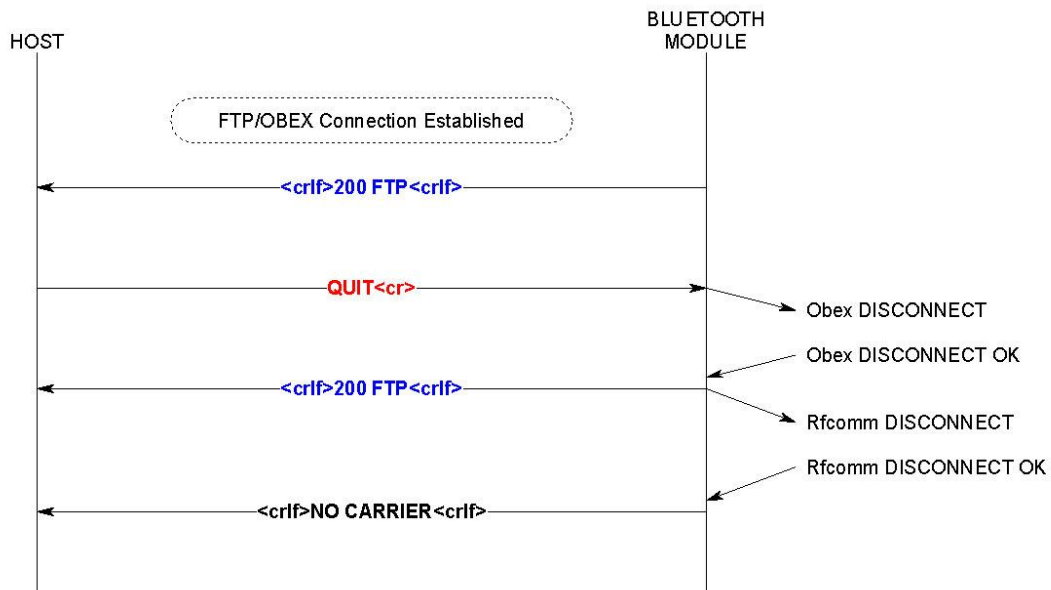 HOST
BLUETOOTH
MODULE
FTP/OBEX Connection Established
<crlf>200 FTP<crlf>
QUIT<cr>
Obex DISCONNECT
Obex DISCONNECT OK
<crlf>200 FTP<crlf>
Rfcomm DISCONNECT
Rfcomm DISCONNECT OK
<crlf>NO CARRIER<crlf>